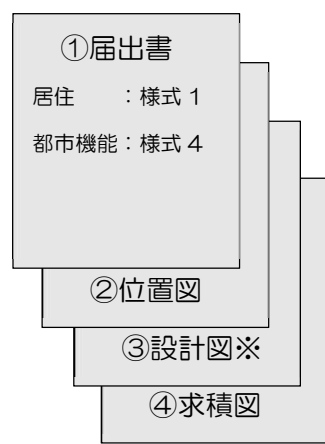 ①届出書
居住　　：様式 1
都市機能：様式 4
②位置図
③設計図※
④求積図